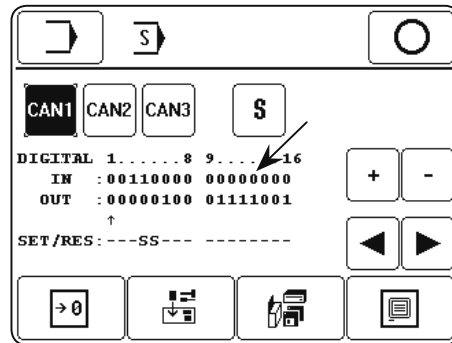 S
CAN1 CAN2 CAN3 S
DIGITAL 1......8 9......16
IN :00110000 00000000
OUT :00000100 01111001
↑
SET/RES:---SS--- --------
+ -
→0